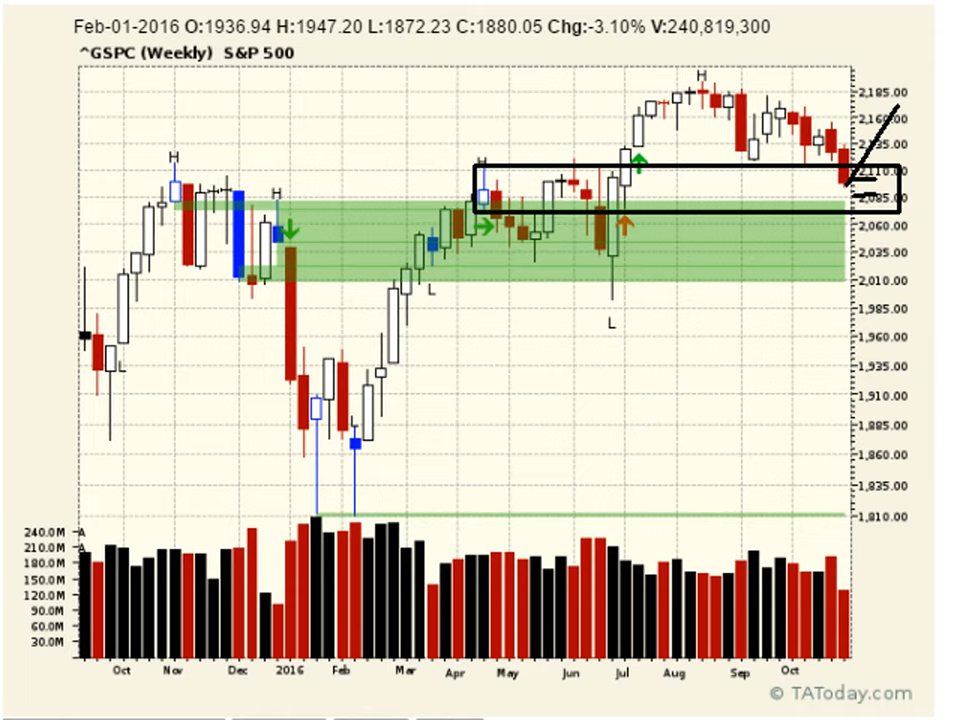 Feb-01-2016 O:1936.94 H:1947.20 L:1872.23 C:1880.05 Chg:-3.10% V:240,819,300
^GSPC (Weekly) S&P 500
H
2,185.00
2,160.00
2,135.00
H
H
2,110.00
H
2,085.00
2,060.00
2,035.00
2,010.00
L
1,985.00
L
1,960.00
1,935.00
L
1,910.00
L
1,885.00
1,860.00
1,835.00
1,810.00
240.0M A
210.0M A
180.0M
150.0M
120.0M
90.0M
60.0M
30.0M
Oct Nov Dec 2016 Feb Mar Apr May Jun Jul Aug Sep Oct
© TAToday.com